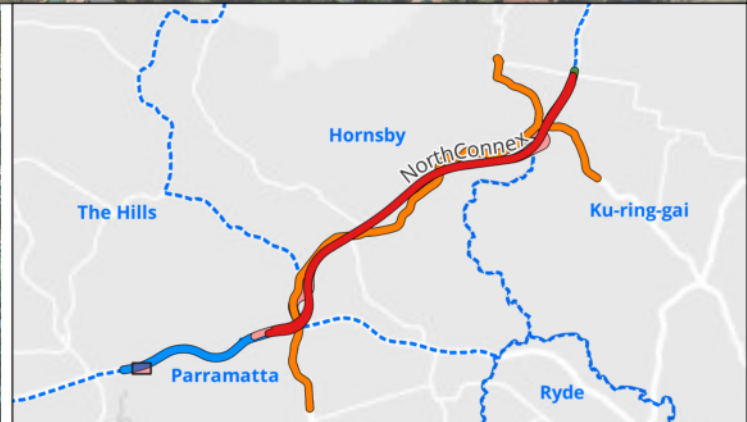 Hornsby
NorthConnex
The Hills
Ku-ring-gai
Parramatta
Ryde